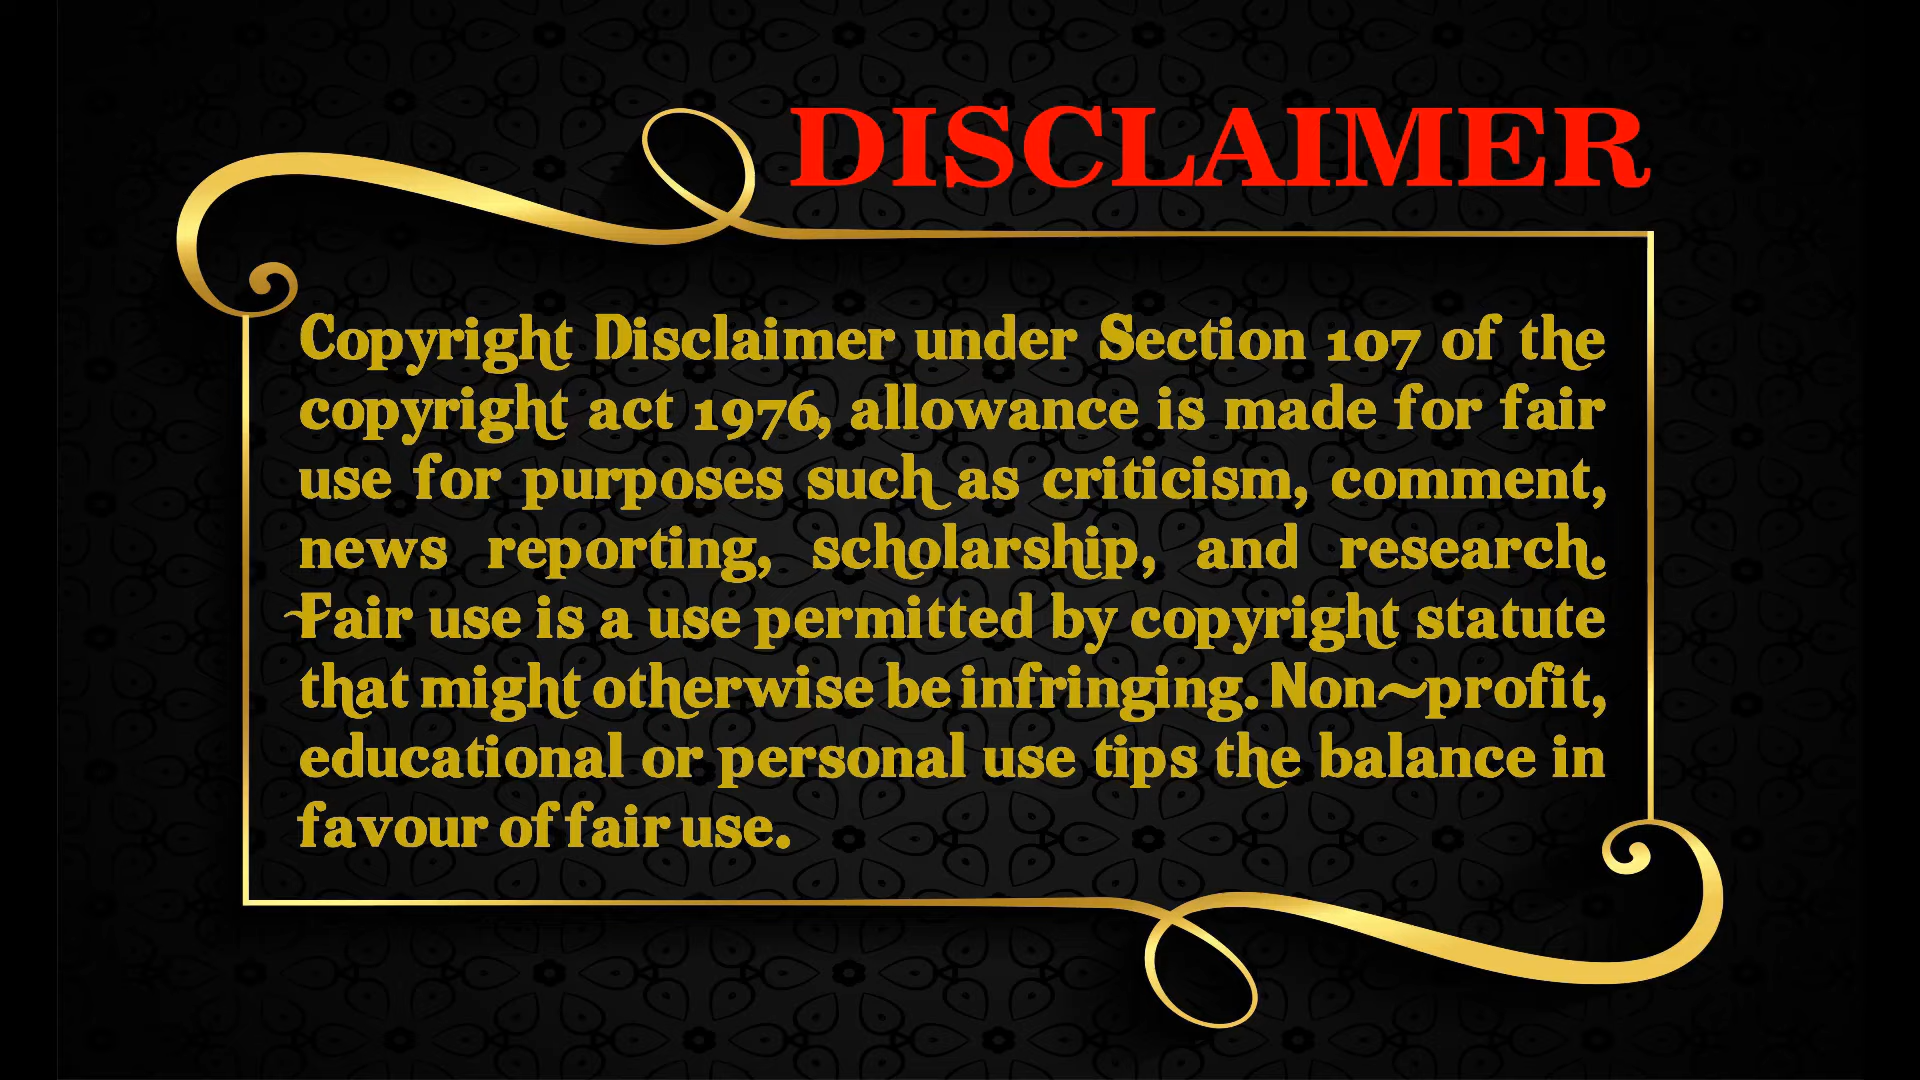 DISCLAIMER
Copyright Disclaimer under Section 107 of the
copyright act 1976, allowance is made for fair
use for purposes such as criticism, comment,
news reporting, scholarship, and research.
Fair use is a use permitted by copyright statute
that might otherwise be infringing. Non~profit,
educational or personal use tips the balance in
favour of fair use.